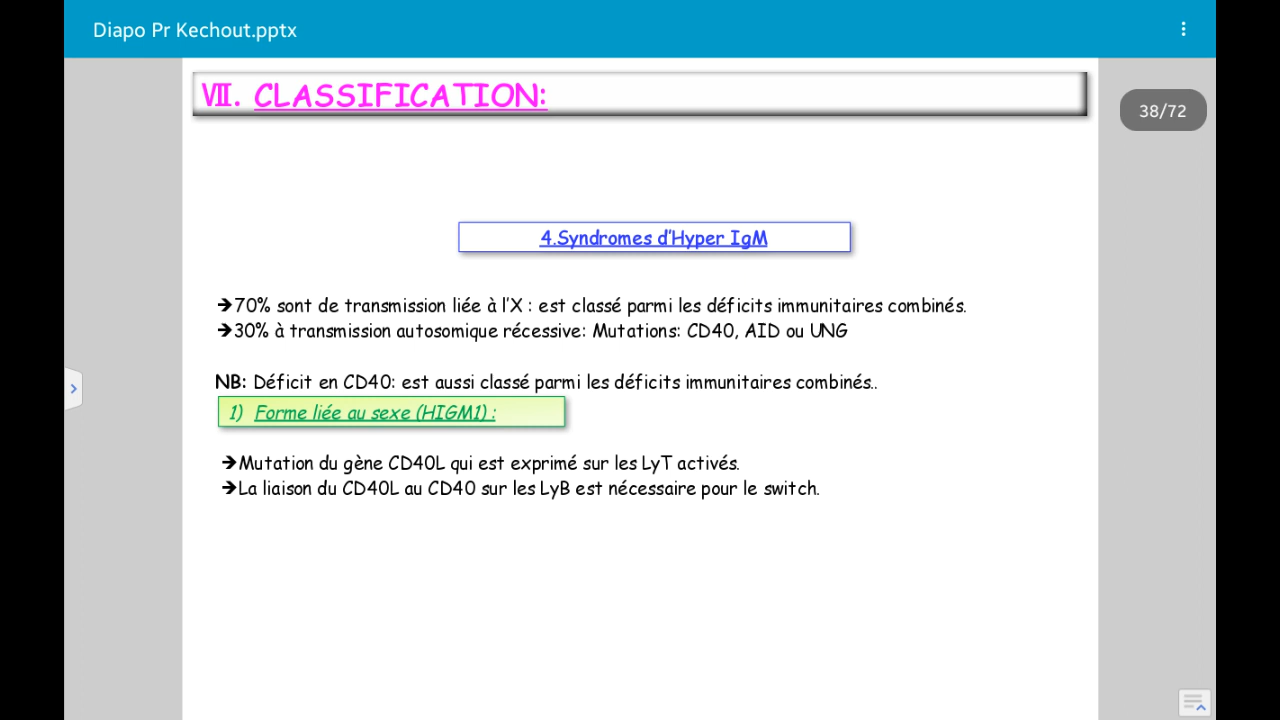 Diapo Pr Kechout.pptx
VII. CLASSIFICATION:
38/72
4.Syndromes d'Hyper IgM
➔70% sont de transmission liée à l'X : est classé parmi les déficits immunitaires combinés.
➔30% à transmission autosomique récessive: Mutations: CD40, AID ou UNG
NB: Déficit en CD40: est aussi classé parmi les déficits immunitaires combinés..
1) Forme liée au sexe (HIGM1) :
➔Mutation du gène CD40L qui est exprimé sur les LyT activés.
➔La liaison du CD40L au CD40 sur les LyB est nécessaire pour le switch.